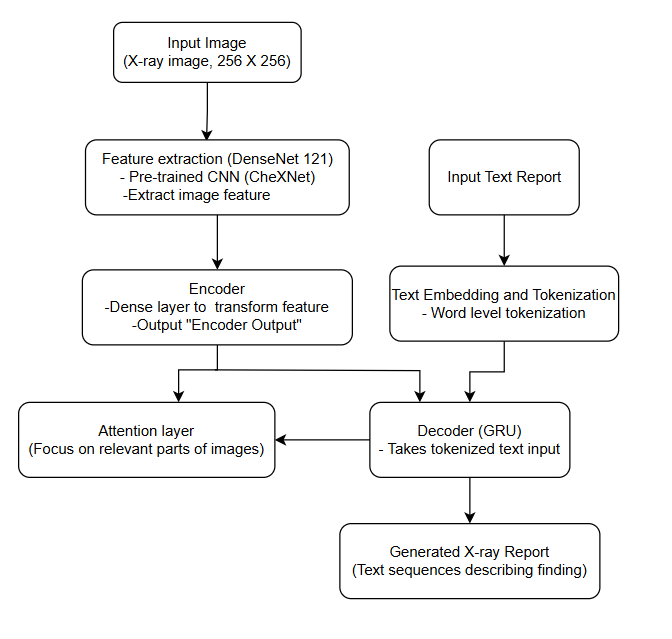 Input Image
(X-ray image, 256 X 256)
Feature extraction (DenseNet 121)
- Pre-trained CNN (CheXNet)
-Extract image feature
Input Text Report
Encoder
-Dense layer to transform feature
-Output "Encoder Output"
Text Embedding and Tokenization
- Word level tokenization
Attention layer
(Focus on relevant parts of images)
Decoder (GRU)
- Takes tokenized text input
Generated X-ray Report
(Text sequences describing finding)